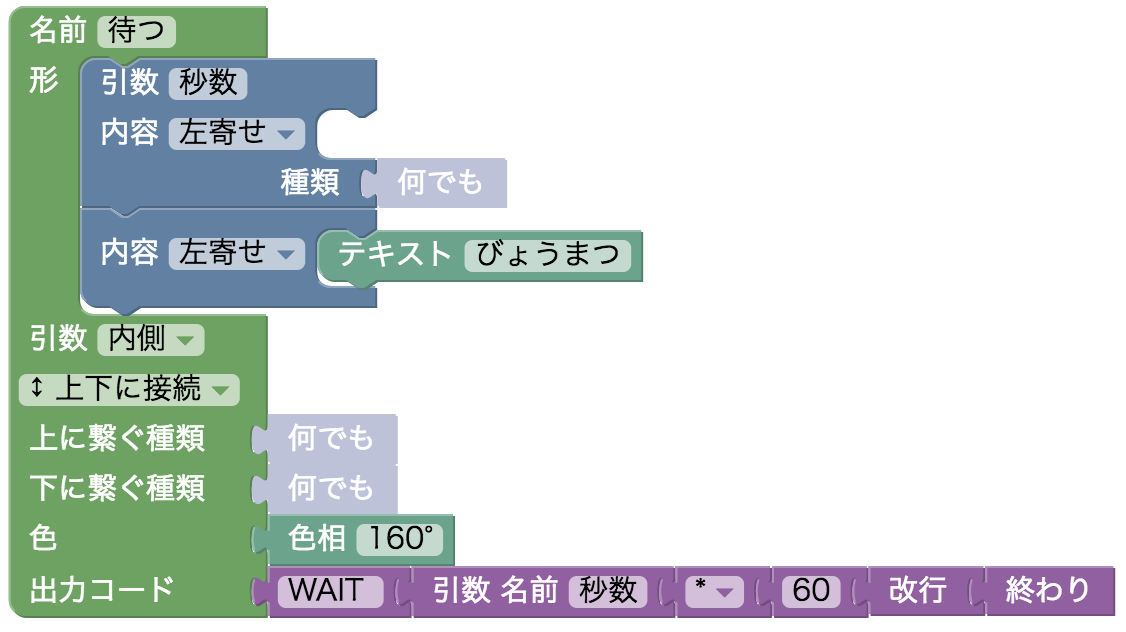 名前 待つ
形 引数 秒数
内容 左寄せ
種類 何でも
内容 左寄せ テキスト びょうまつ
引数 内側
↕ 上下に接続
上に繋ぐ種類 何でも
下に繋ぐ種類 何でも
色 色相 160°
出力コード WAIT 引数 名前 秒数 * 60 改行 終わり